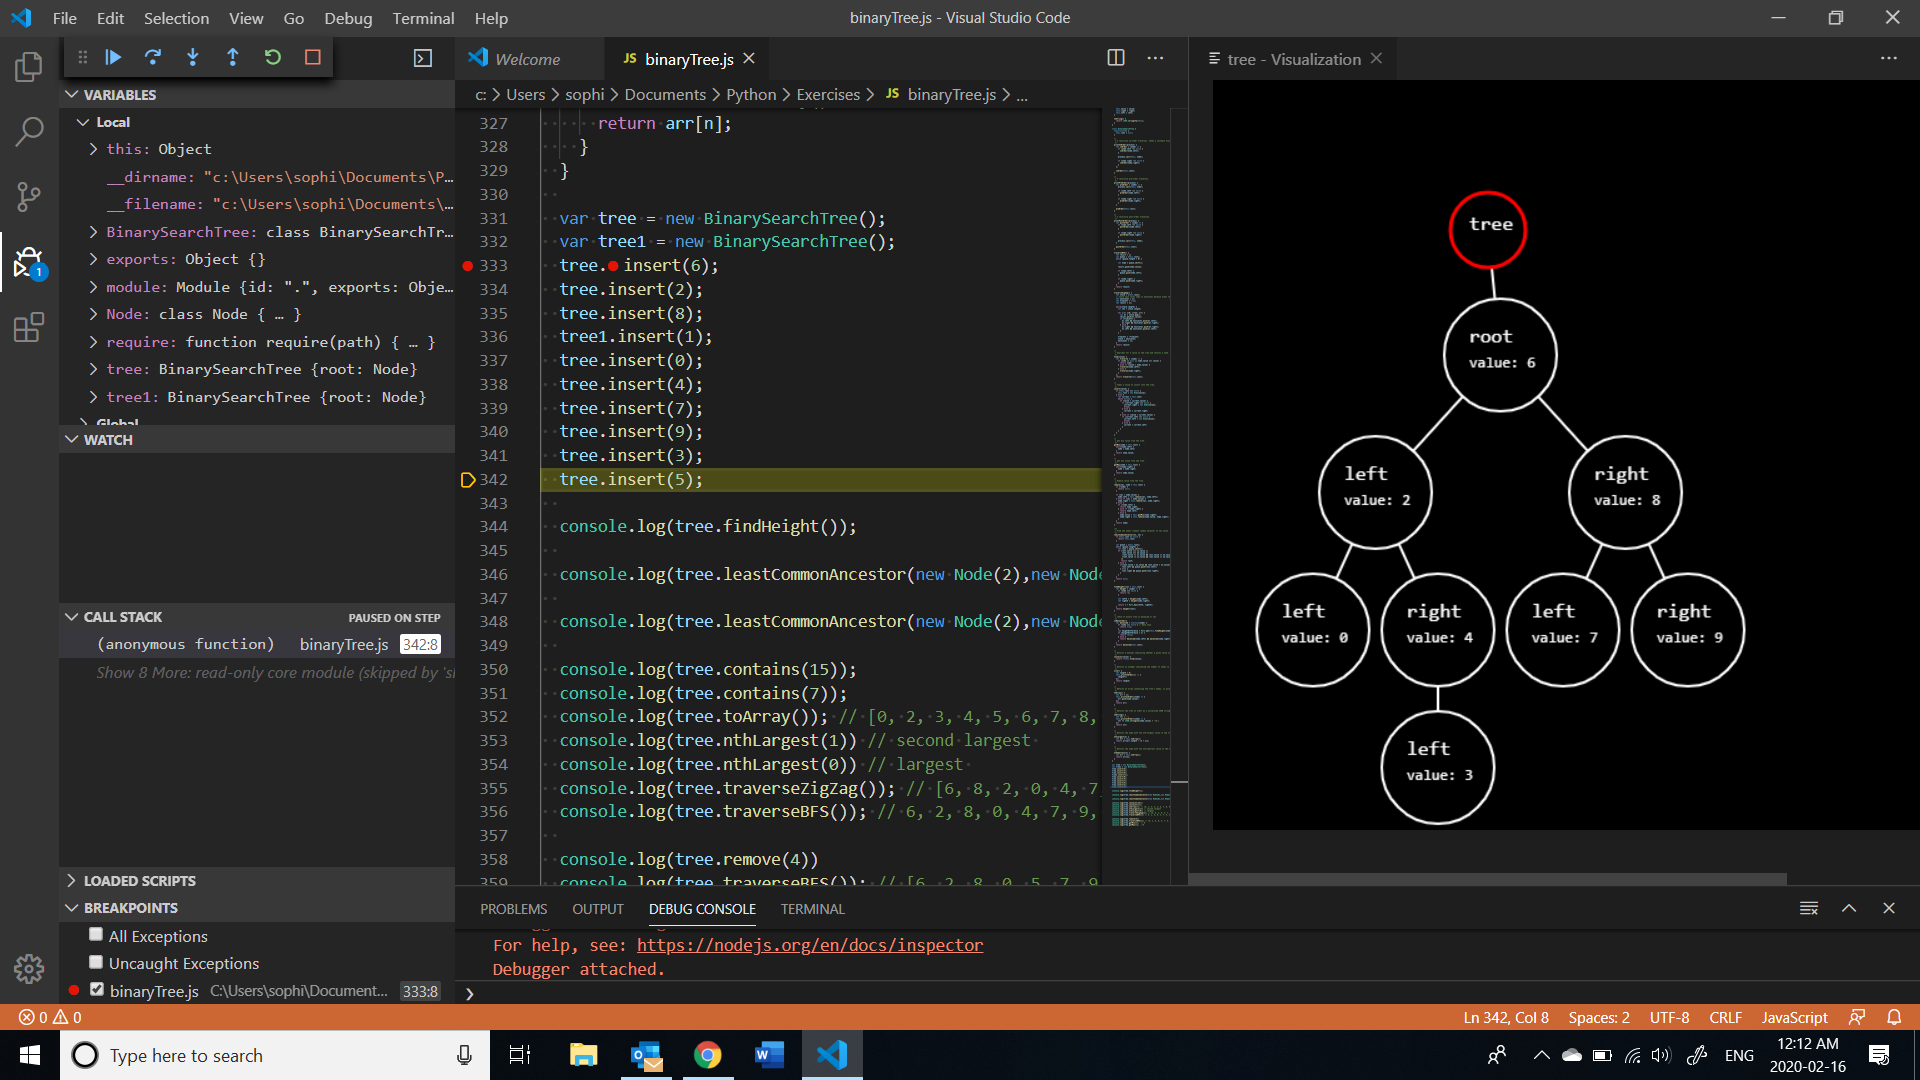 File Edit Selection View Go Debug Terminal Help
binaryTree.js - Visual Studio Code
Welcome
JS binaryTree.js
tree - Visualization
c: > Users > sophi > Documents > Python > Exercises > JS binaryTree.js > ...
VARIABLES
Local
this: Object
__dirname: "c:\Users\sophi\Documents\P…
__filename: "c:\Users\sophi\Documents\…
BinarySearchTree: class BinarySearchTr…
exports: Object {}
module: Module {id: ".", exports: Obje…
Node: class Node { … }
require: function require(path) { … }
tree: BinarySearchTree {root: Node}
tree1: BinarySearchTree {root: Node}
Global
WATCH
CALL STACK PAUSED ON STEP
(anonymous function) binaryTree.js 342:8
Show 8 More: read-only core module (skipped by 's
LOADED SCRIPTS
BREAKPOINTS
All Exceptions
Uncaught Exceptions
binaryTree.js C:\Users\sophi\Document... 333:8
1
327 return arr[n];
328 }
329 }
330
331 var tree = new BinarySearchTree();
332 var tree1 = new BinarySearchTree();
333 tree.insert(6);
334 tree.insert(2);
335 tree.insert(8);
336 tree1.insert(1);
337 tree.insert(0);
338 tree.insert(4);
339 tree.insert(7);
340 tree.insert(9);
341 tree.insert(3);
342 tree.insert(5);
343
344 console.log(tree.findHeight());
345
346 console.log(tree.leastCommonAncestor(new Node(2),new Node
347
348 console.log(tree.leastCommonAncestor(new Node(2),new Node
349
350 console.log(tree.contains(15));
351 console.log(tree.contains(7));
352 console.log(tree.toArray()); // [0, 2, 3, 4, 5, 6, 7, 8,
353 console.log(tree.nthLargest(1)) // second largest
354 console.log(tree.nthLargest(0)) // largest
355 console.log(tree.traverseZigZag()); // [6, 8, 2, 0, 4, 7,
356 console.log(tree.traverseBFS()); // 6, 2, 8, 0, 4, 7, 9,
357
358 console.log(tree.remove(4))
359 console.log(tree.traverseBFS()); // [6, 2, 8, 0, 5, 7, 9
tree
root
value: 6
left
value: 2
right
value: 8
left
value: 0
right
value: 4
left
value: 7
right
value: 9
left
value: 3
PROBLEMS OUTPUT DEBUG CONSOLE TERMINAL
For help, see: https://nodejs.org/en/docs/inspector
Debugger attached.
0 0
Ln 342, Col 8 Spaces: 2 UTF-8 CRLF JavaScript
Type here to search
ENG
12:12 AM
2020-02-16